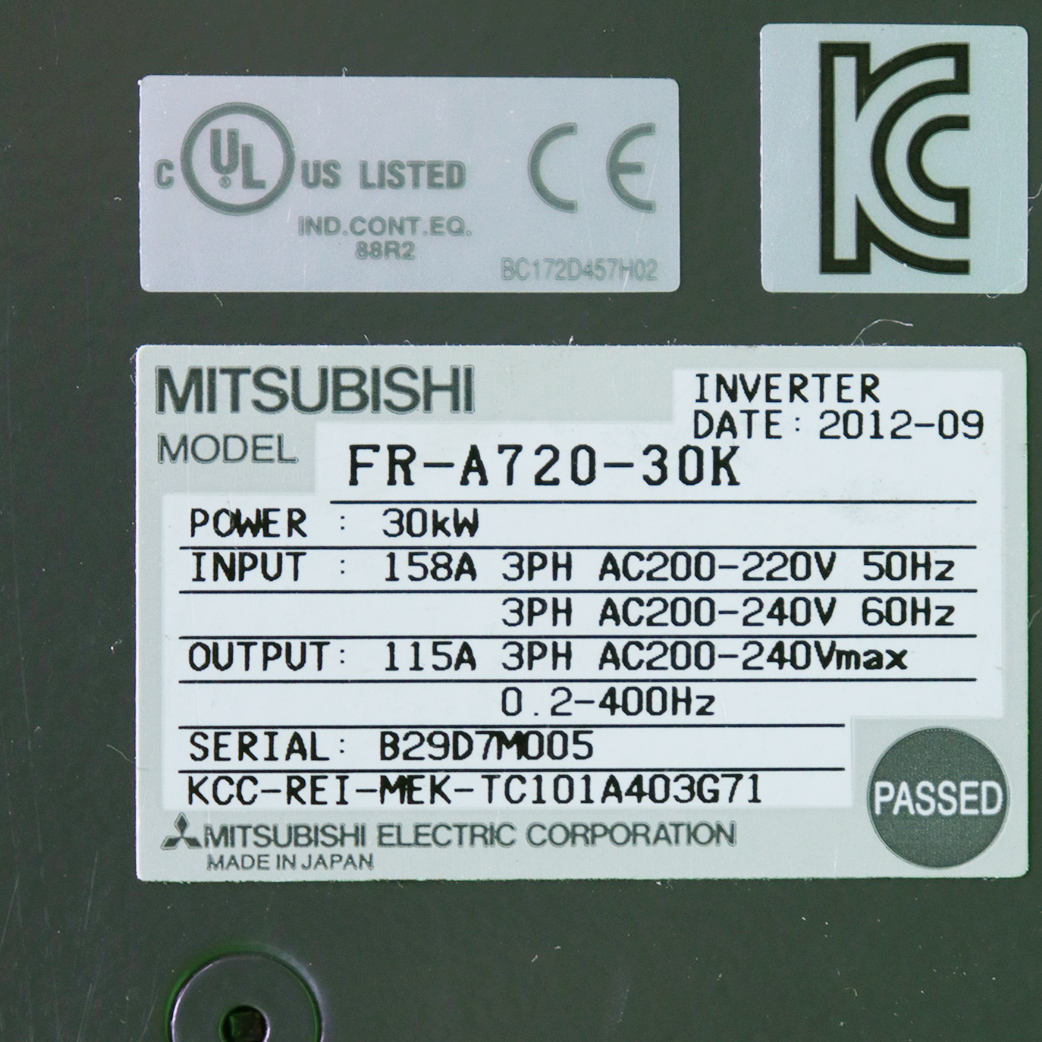 C UL ® US LISTED
IND.CONT.EQ.
88R2
CE
BC172D457H02
KC
MITSUBISHI
INVERTER
DATE: 2012-09
MODEL FR-A720-30K
POWER : 30kW
INPUT : 158A 3PH AC200-220V 50Hz
3PH AC200-240V 60Hz
OUTPUT: 115A 3PH AC200-240Vmax
0.2-400Hz
SERIAL: B29D7M005
KCC-REI-MEK-TC101A403G71
PASSED
MITSUBISHI ELECTRIC CORPORATION
MADE IN JAPAN